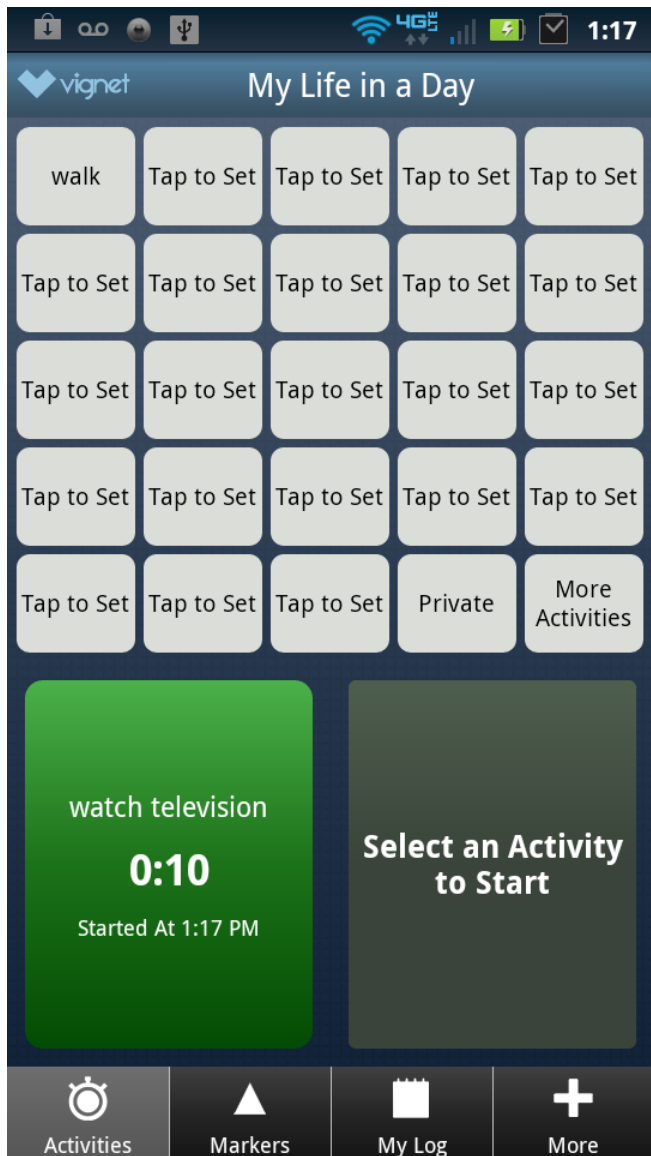 4G LTE 1:17
vignet My Life in a Day
walk Tap to Set Tap to Set Tap to Set Tap to Set
Tap to Set Tap to Set Tap to Set Tap to Set Tap to Set
Tap to Set Tap to Set Tap to Set Tap to Set Tap to Set
Tap to Set Tap to Set Tap to Set Tap to Set Tap to Set
Tap to Set Tap to Set Tap to Set Private More
Activities
watch television
0:10
Started At 1:17 PM
Select an Activity
to Start
Activities Markers My Log More